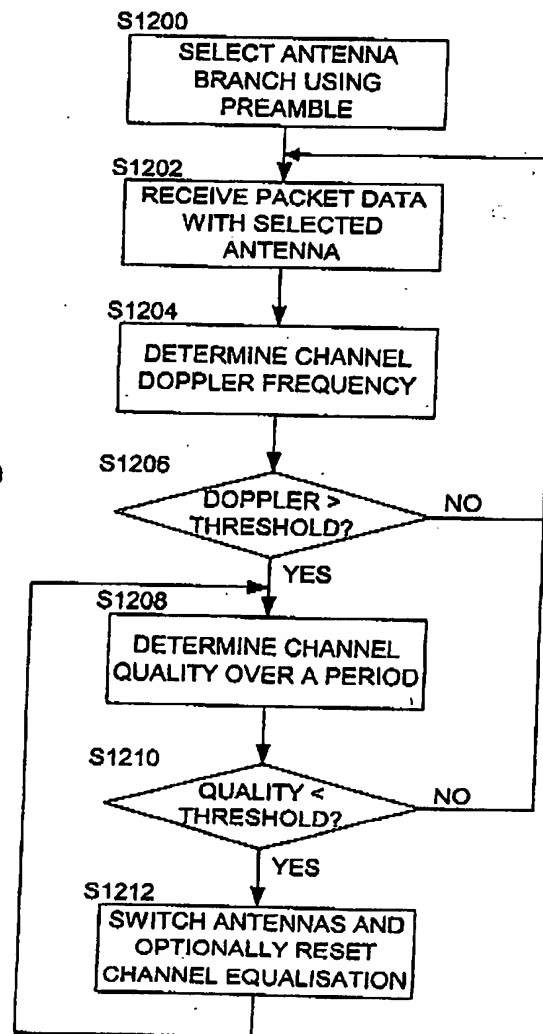 S1200
SELECT ANTENNA
BRANCH USING
PREAMBLE
S1202
RECEIVE PACKET DATA
WITH SELECTED
ANTENNA
S1204
DETERMINE CHANNEL
DOPPLER FREQUENCY
S1206
DOPPLER >
THRESHOLD?
NO
YES
S1208
DETERMINE CHANNEL
QUALITY OVER A PERIOD
S1210
QUALITY <
THRESHOLD?
NO
YES
S1212
SWITCH ANTENNAS AND
OPTIONALLY RESET
CHANNEL EQUALISATION